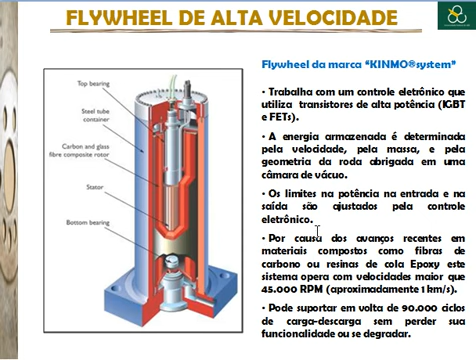 FLYWHEEL DE ALTA VELOCIDADE
Top bearing
Steel tube
container
Carbon and glass
fibre composite rotor
Stator
Bottom bearing
Flywheel da marca “KINMO®system”
• Trabalha com um controle eletrônico que
utiliza transistores de alta potência (IGBT
e FETs).
• A energia armazenada é determinada
pela velocidade, pela massa, e pela
geometria da roda abrigada em uma
câmara de vácuo.
• Os limites na potência na entrada e na
saída são ajustados pela controle
eletrônico.
• Por causa dos avanços recentes em
materiais compostos como fibras de
carbono ou resinas de cola Epoxy este
sistema opera com velocidades maior que
45.000 RPM (aproximadamente 1 km/s).
• Pode suportar em volta de 90.000 ciclos
de carga-descarga sem perder sua
funcionalidade ou se degradar.